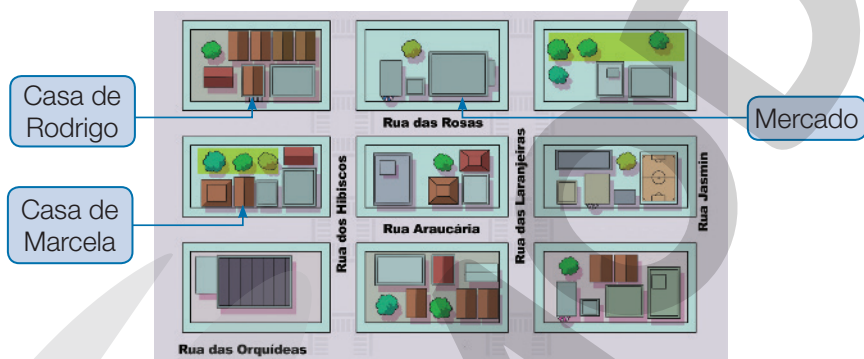 Casa de
Rodrigo
Mercado
Rua das Rosas
Casa de
Marcela
Rua dos Hibiscos
Rua das Laranjeiras
Rua Jasmin
Rua Araucária
Rua das Orquídeas